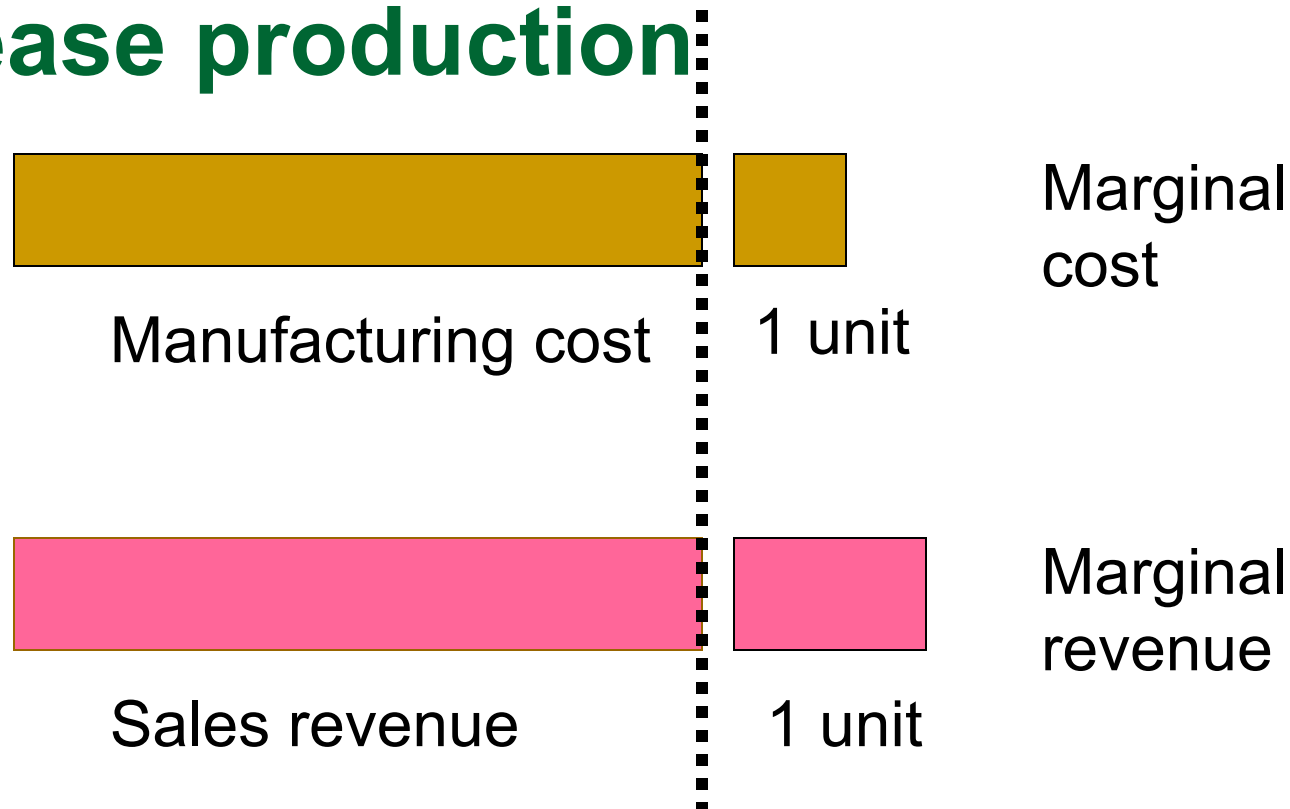 ease production
Marginal
cost
Manufacturing cost
1 unit
Marginal
revenue
Sales revenue
1 unit